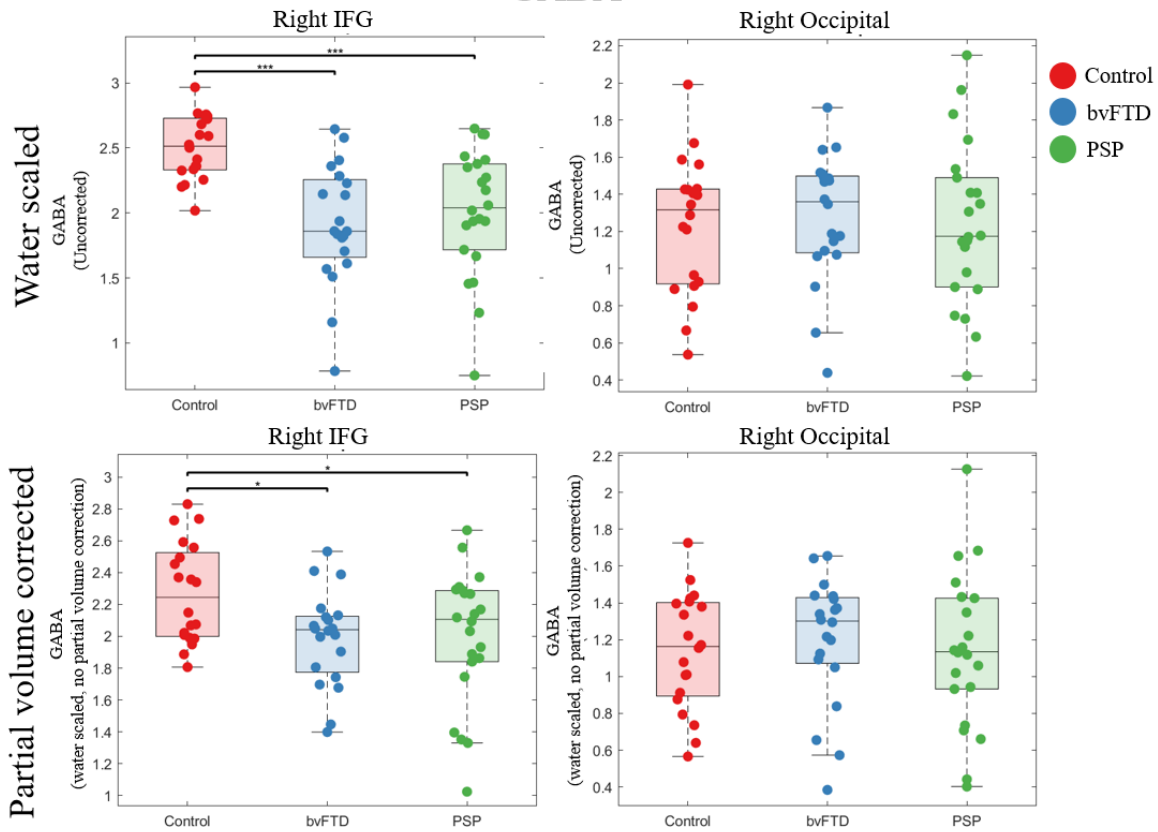 Right IFG
Right Occipital
Water scaled
GABA
(Uncorrected)
3
2.5
2
1.5
1
***
***
Control
bvFTD
PSP
GABA
(Uncorrected)
2.2
2
1.8
1.6
1.4
1.2
1
0.8
0.6
0.4
Control
bvFTD
PSP
Control
bvFTD
PSP
Right IFG
Right Occipital
Partial volume corrected
GABA
(water scaled, no partial volume correction)
3
2.8
2.6
2.4
2.2
2
1.8
1.6
1.4
1.2
1
*
*
Control
bvFTD
PSP
GABA
(water scaled, no partial volume correction)
2.2
2
1.8
1.6
1.4
1.2
1
0.8
0.6
0.4
Control
bvFTD
PSP